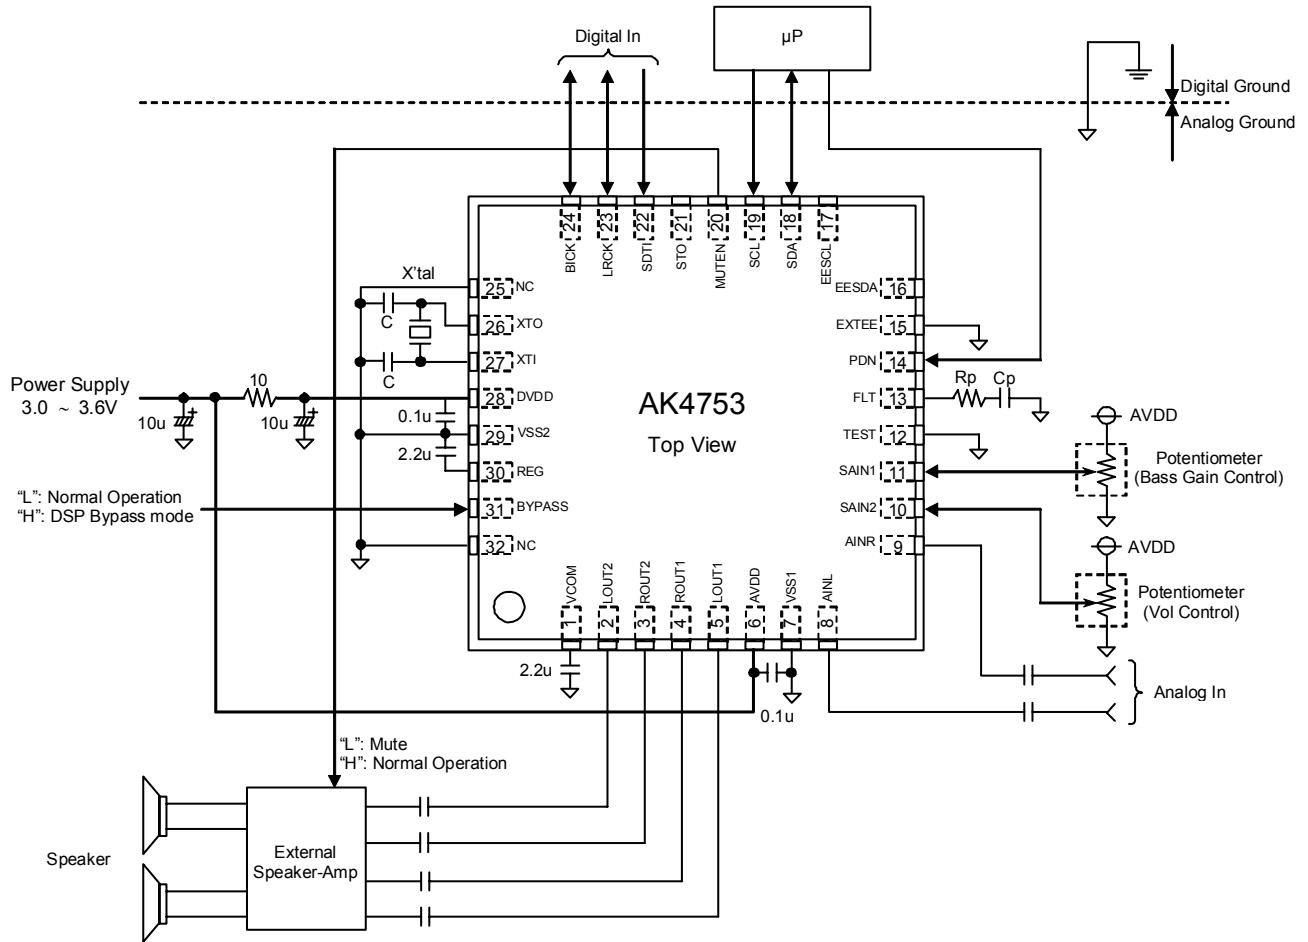 Digital In
µP
Digital Ground
Analog Ground
24
23
22
21
20
19
18
17
BICK
LRCK
SDTI
STO
MUTEN
SCL
SDA
EESCL
X'tal
C
C
25 NC
26 XTO
27 XTI
28 DVDD
29 VSS2
30 REG
31 BYPASS
32 NC
EESDA 16
EXTEE 15
PDN 14
FLT 13
TEST 12
SAIN1 11
SAIN2 10
AINR 9
AK4753
Top View
Power Supply
3.0 ~ 3.6V
10u
+
10
10u
+
0.1u
2.2u
Rp
Cp
AVDD
Potentiometer
(Bass Gain Control)
AVDD
Potentiometer
(Vol Control)
“L”: Normal Operation
“H”: DSP Bypass mode
VCOM
LOUT2
ROUT2
ROUT1
LOUT1
AVDD
VSS1
AINL
1
2
3
4
5
6
7
8
2.2u
0.1u
Analog In
“L”: Mute
“H”: Normal Operation
Speaker
External
Speaker-Amp